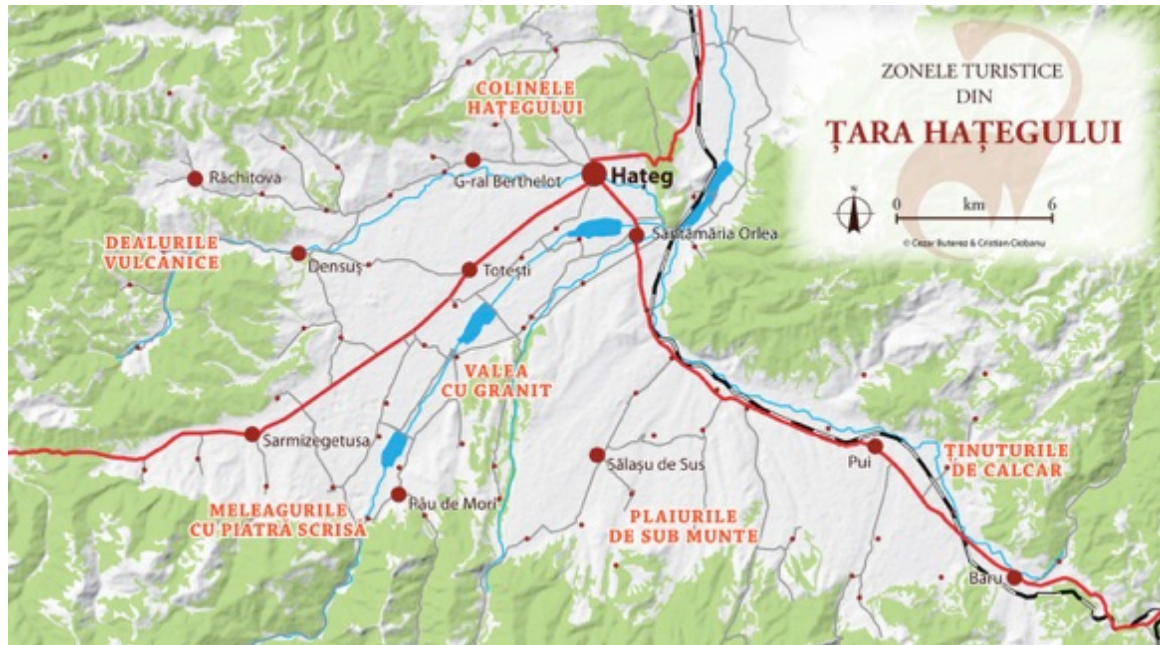 ZONELE TURISTICE
DIN
ȚARA HAȚEGULUI
N
0 km 6
© Cezar Buterez & Cristian Ciobanu
COLINELE
HAȚEGULUI
Răchitova
G-ral Berthelot
Hațeg
Sântămăria Orlea
DEALURILE
VULCANICE
Densuș
Totești
VALEA
CU GRANIT
Sarmizegetusa
Sălașu de Sus
Pui
ȚINUTURILE
DE CALCAR
MELEAGURILE
CU PIATRĂ SCRISĂ
Râu de Mori
PLAIURILE
DE SUB MUNTE
Baru